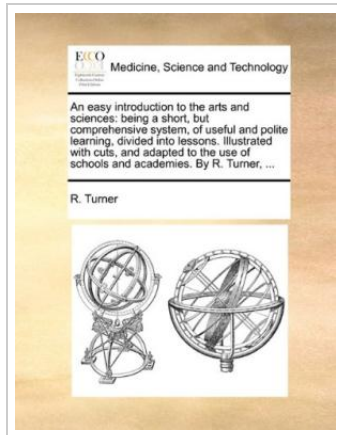 ECCO
Medicine, Science and Technology
An easy introduction to the arts and
sciences: being a short, but
comprehensive system, of useful and polite
learning, divided into lessons. Illustrated
with cuts, and adapted to the use of
schools and academies. By R. Turner, ...
R. Turner